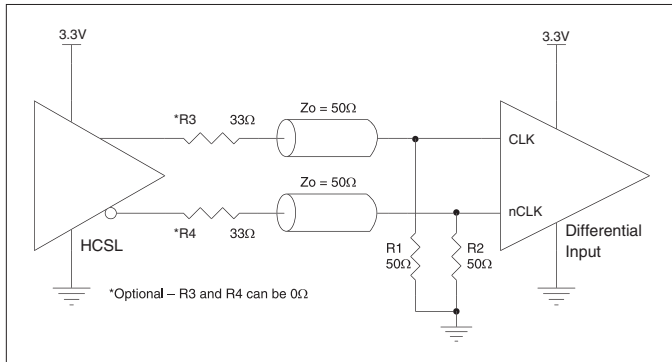 3.3V
3.3V
*R3
33Ω
Zo = 50Ω
CLK
Zo = 50Ω
nCLK
HCSL
*R4
33Ω
R1
50Ω
R2
50Ω
Differential
Input
*Optional – R3 and R4 can be 0Ω